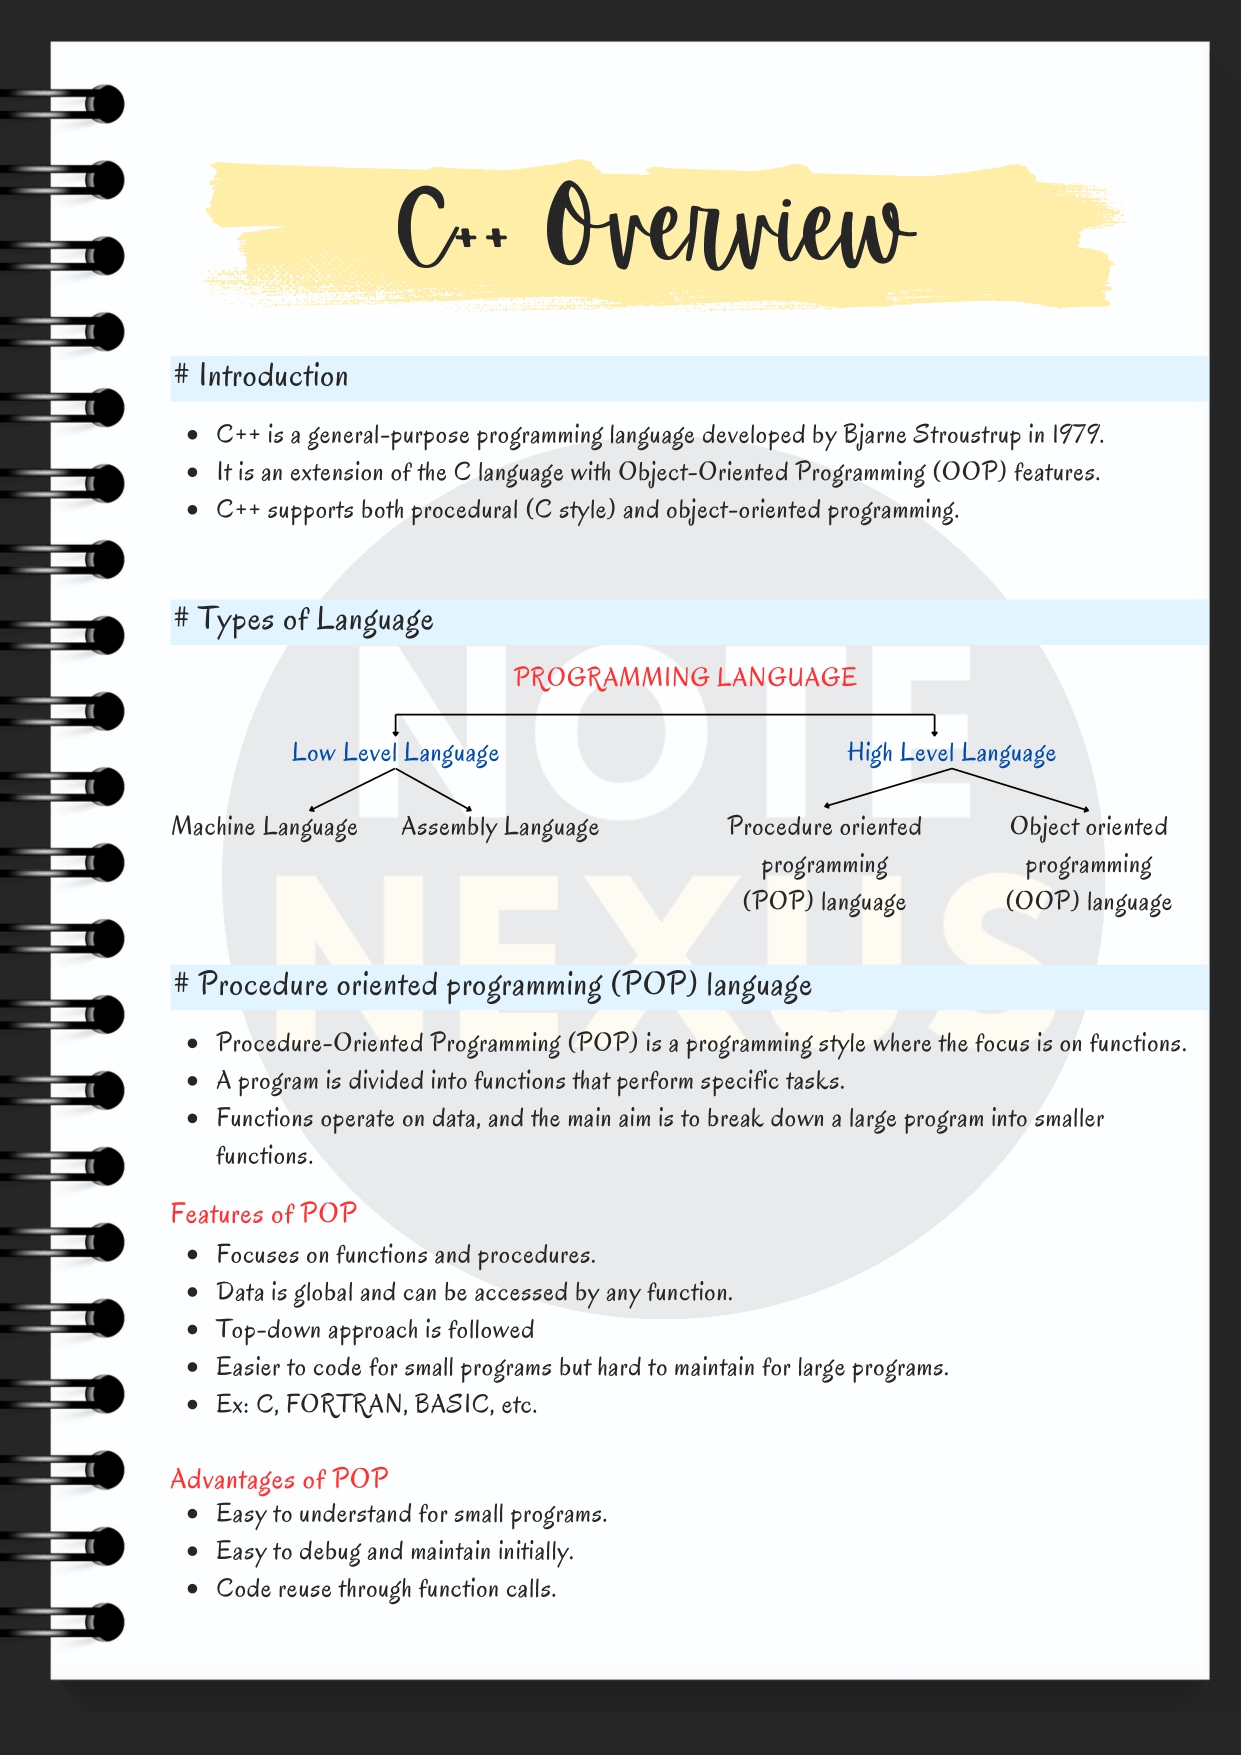 C++ Overview
# Introduction
• C++ is a general-purpose programming language developed by Bjarne Stroustrup in 1979.
• It is an extension of the C language with Object-Oriented Programming (OOP) features.
• C++ supports both procedural (C style) and object-oriented programming.
# Types of Language
PROGRAMMING LANGUAGE
Low Level Language High Level Language
Machine Language Assembly Language Procedure oriented Object oriented
programming programming
(POP) language (OOP) language
NOTE
NEXUS
# Procedure oriented programming (POP) language
• Procedure-Oriented Programming (POP) is a programming style where the focus is on functions.
• A program is divided into functions that perform specific tasks.
• Functions operate on data, and the main aim is to break down a large program into smaller
functions.
Features of POP
• Focuses on functions and procedures.
• Data is global and can be accessed by any function.
• Top-down approach is followed
• Easier to code for small programs but hard to maintain for large programs.
• Ex: C, FORTRAN, BASIC, etc.
Advantages of POP
• Easy to understand for small programs.
• Easy to debug and maintain initially.
• Code reuse through function calls.